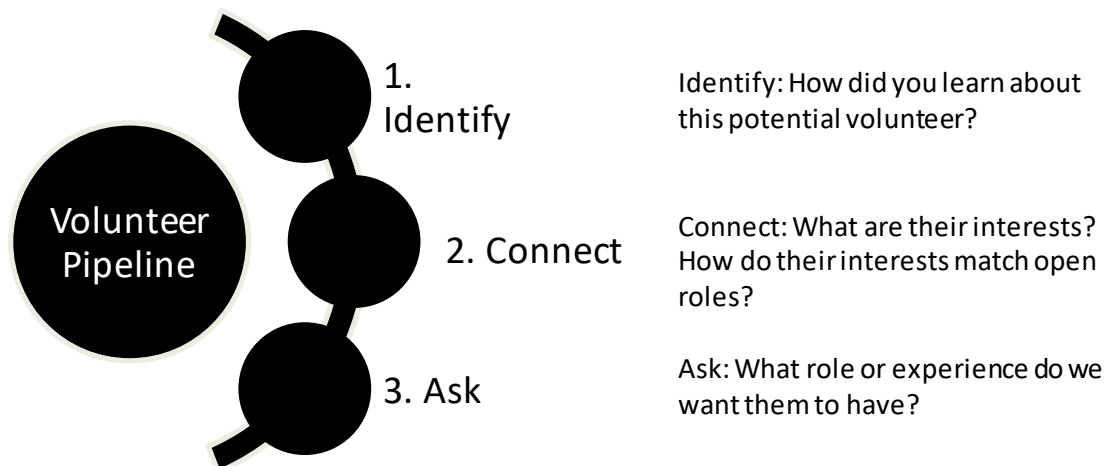 Volunteer
Pipeline
1.
Identify
Identify: How did you learn about
this potential volunteer?
2. Connect
Connect: What are their interests?
How do their interests match open
roles?
3. Ask
Ask: What role or experience do we
want them to have?